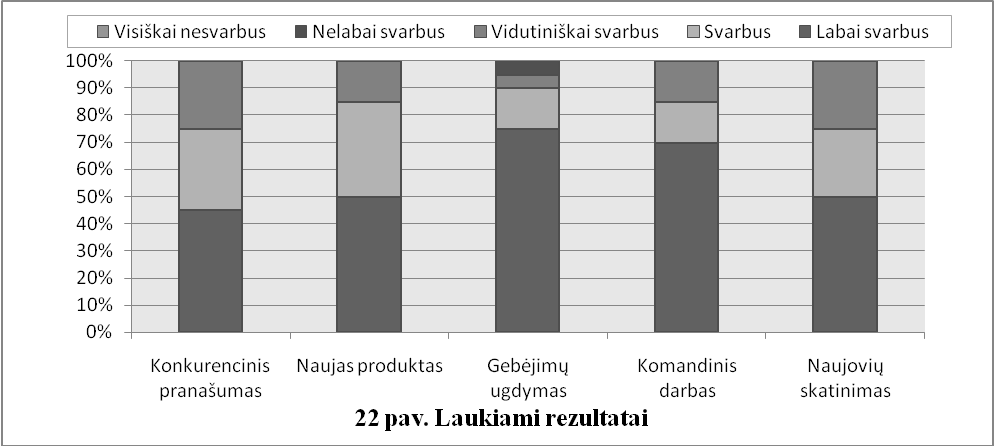 Visiškai nesvarbus Nelabai svarbus Vidutiniškai svarbus Svarbus Labai svarbus
100%
90%
80%
70%
60%
50%
40%
30%
20%
10%
0%
Konkurencinis pranašumas
Naujas produktas
Gebėjimų ugdymas
Komandinis darbas
Naujovių skatinimas
22 pav. Laukiami rezultatai